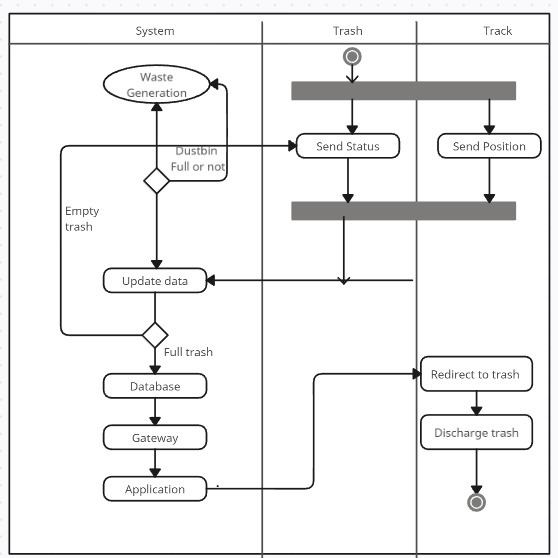 System
Trash
Track
Waste
Generation
Dustbin
Full or not
Send Status
Send Position
Empty
trash
Update data
Full trash
Database
Redirect to trash
Gateway
Discharge trash
Application